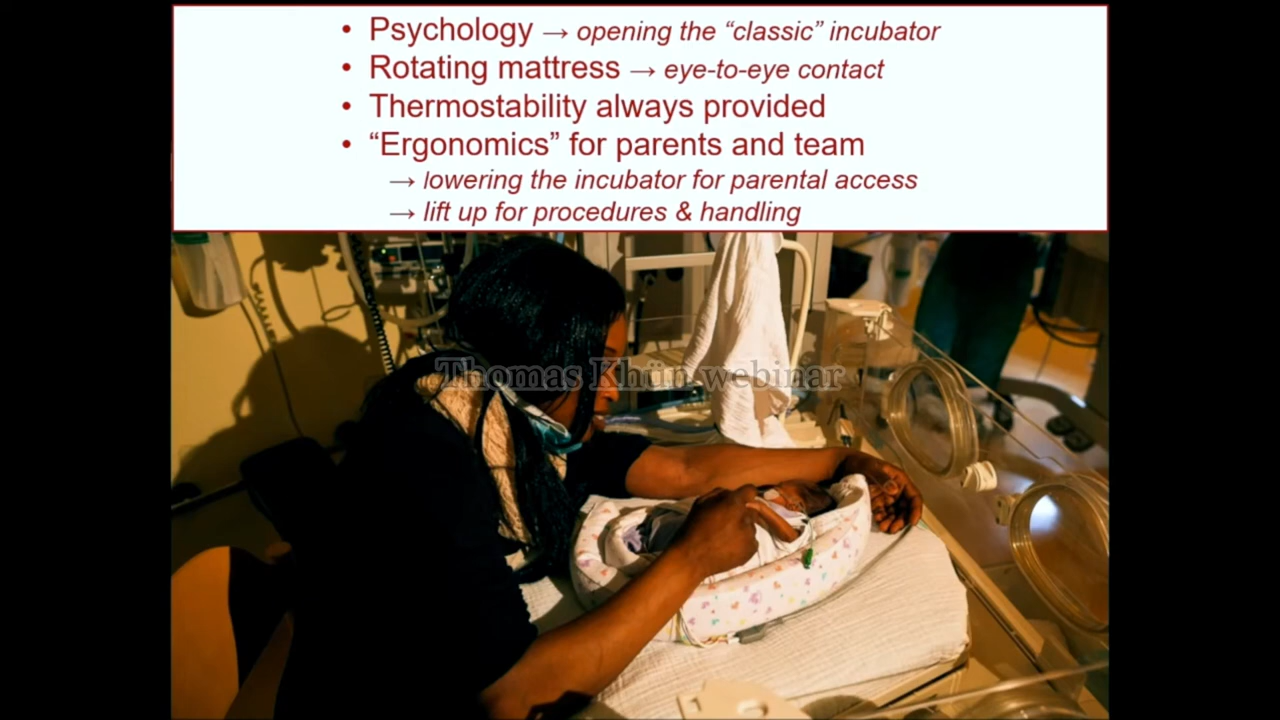 • Psychology → opening the “classic” incubator
• Rotating mattress → eye-to-eye contact
• Thermostability always provided
• “Ergonomics” for parents and team
→ lowering the incubator for parental access
→ lift up for procedures & handling
Thomas Khün webinar